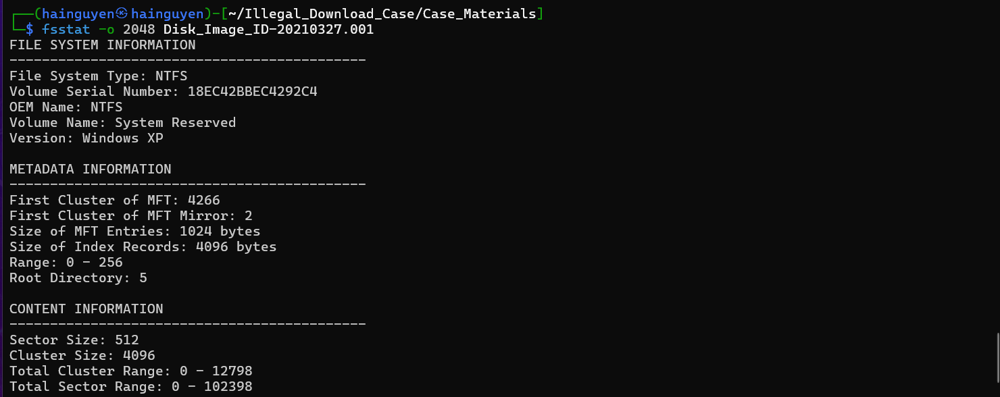 ┌──(hainguyen㉿hainguyen)-[~/Illegal_Download_Case/Case_Materials]
└─$ fsstat -o 2048 Disk_Image_ID-20210327.001
FILE SYSTEM INFORMATION
--------------------------------------------
File System Type: NTFS
Volume Serial Number: 18EC42BBEC4292C4
OEM Name: NTFS
Volume Name: System Reserved
Version: Windows XP

METADATA INFORMATION
--------------------------------------------
First Cluster of MFT: 4266
First Cluster of MFT Mirror: 2
Size of MFT Entries: 1024 bytes
Size of Index Records: 4096 bytes
Range: 0 - 256
Root Directory: 5

CONTENT INFORMATION
--------------------------------------------
Sector Size: 512
Cluster Size: 4096
Total Cluster Range: 0 - 12798
Total Sector Range: 0 - 102398